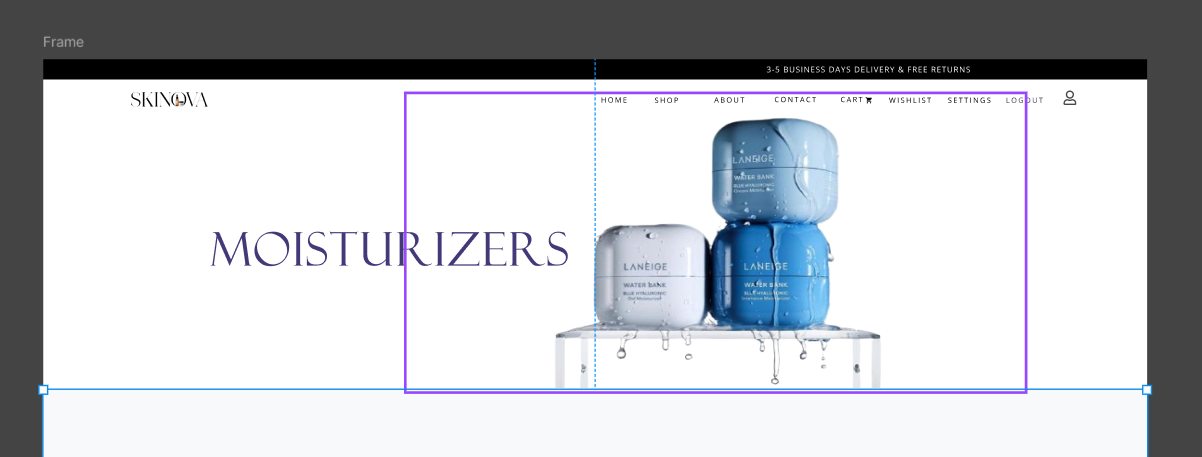 Frame
3-5 BUSINESS DAYS DELIVERY & FREE RETURNS
SKINOVA
HOME SHOP ABOUT CONTACT CART WISHLIST SETTINGS LOGOUT
MOISTURIZERS
LANEIGE
WATER BANK
BLUE HYALURONIC
Cream Moisturizer
LANEIGE
WATER BANK
BLUE HYALURONIC
Gel Moisturizer
LANEIGE
WATER BANK
BLUE HYALURONIC
Intensive Moisturizer